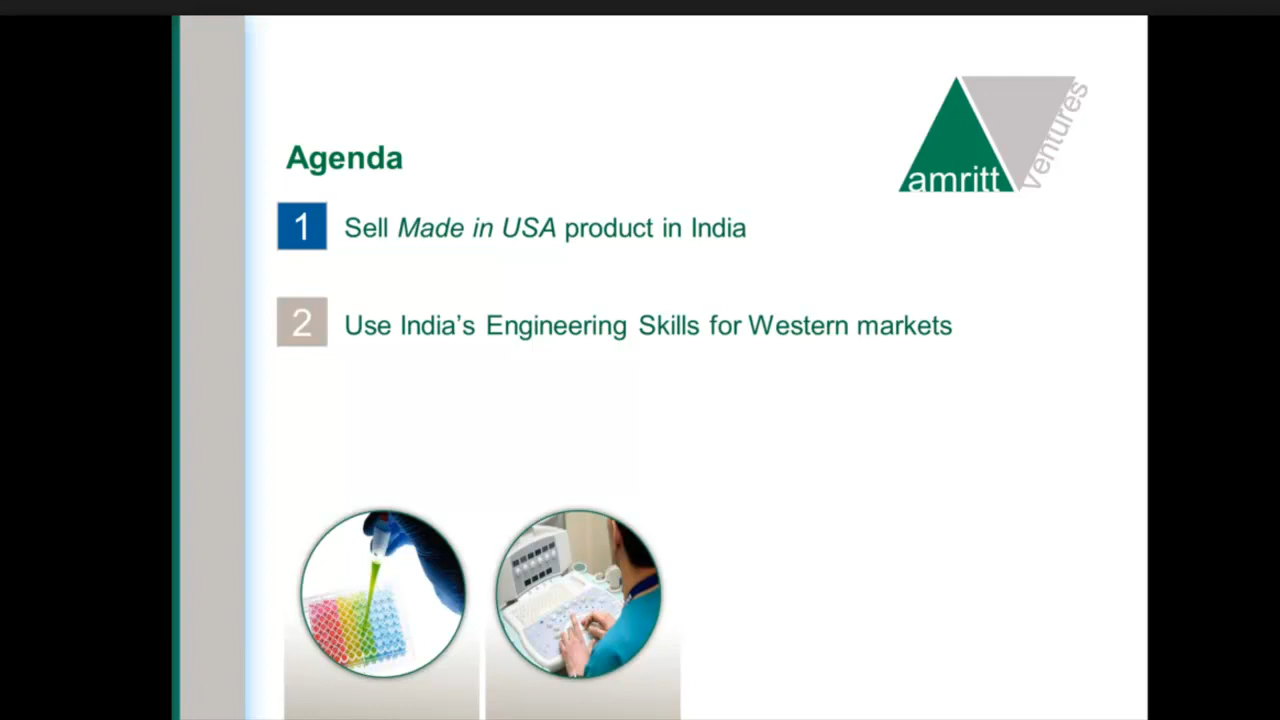 amritt
ventures
Agenda
1 Sell Made in USA product in India
2 Use India's Engineering Skills for Western markets